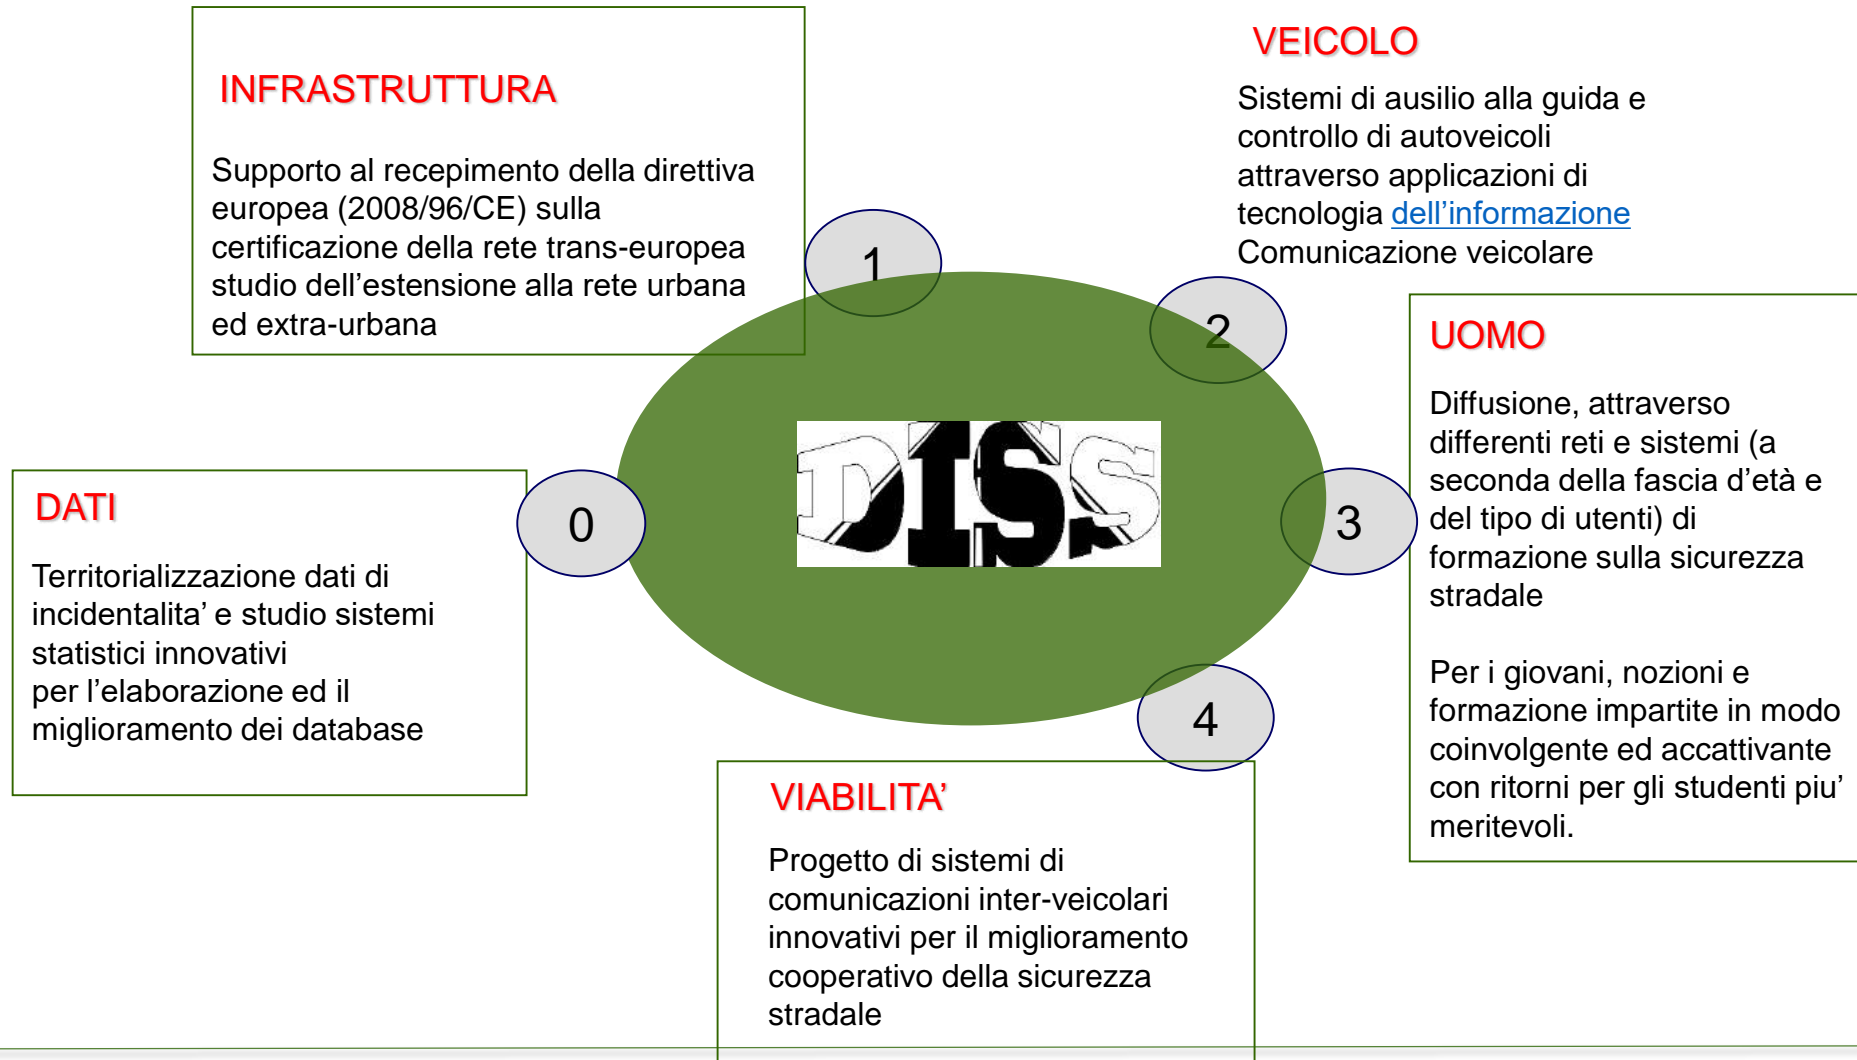 INFRASTRUTTURA
Supporto al recepimento della direttiva
europea (2008/96/CE) sulla
certificazione della rete trans-europea
studio dell’estensione alla rete urbana
ed extra-urbana
1
VEICOLO
Sistemi di ausilio alla guida e
controllo di autoveicoli
attraverso applicazioni di
tecnologia dell’informazione
Comunicazione veicolare
2
UOMO
Diffusione, attraverso
differenti reti e sistemi (a
seconda della fascia d’età e
del tipo di utenti) di
formazione sulla sicurezza
stradale
Per i giovani, nozioni e
formazione impartite in modo
coinvolgente ed accattivante
con ritorni per gli studenti piu’
meritevoli.
3
DISS
DATI
Territorializzazione dati di
incidentalita’ e studio sistemi
statistici innovativi
per l’elaborazione ed il
miglioramento dei database
0
4
VIABILITA’
Progetto di sistemi di
comunicazioni inter-veicolari
innovativi per il miglioramento
cooperativo della sicurezza
stradale